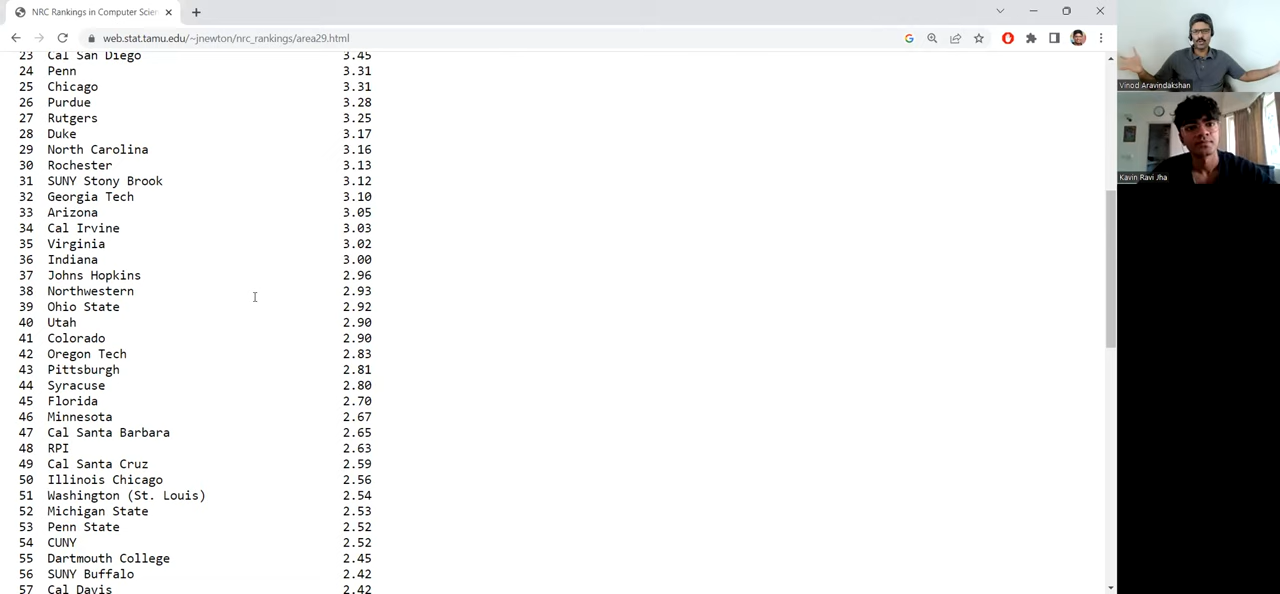 NRC Rankings in Computer Scien
web.stat.tamu.edu/~jnewton/nrc_rankings/area29.html
23 Cal San Diego 3.45
24 Penn 3.31
25 Chicago 3.31
26 Purdue 3.28
27 Rutgers 3.25
28 Duke 3.17
29 North Carolina 3.16
30 Rochester 3.13
31 SUNY Stony Brook 3.12
32 Georgia Tech 3.10
33 Arizona 3.05
34 Cal Irvine 3.03
35 Virginia 3.02
36 Indiana 3.00
37 Johns Hopkins 2.96
38 Northwestern 2.93
39 Ohio State 2.92
40 Utah 2.90
41 Colorado 2.90
42 Oregon Tech 2.83
43 Pittsburgh 2.81
44 Syracuse 2.80
45 Florida 2.70
46 Minnesota 2.67
47 Cal Santa Barbara 2.65
48 RPI 2.63
49 Cal Santa Cruz 2.59
50 Illinois Chicago 2.56
51 Washington (St. Louis) 2.54
52 Michigan State 2.53
53 Penn State 2.52
54 CUNY 2.52
55 Dartmouth College 2.45
56 SUNY Buffalo 2.42
57 Cal Davis 2.42
Vinod Aravindakshan
Kavin Ravi Jha